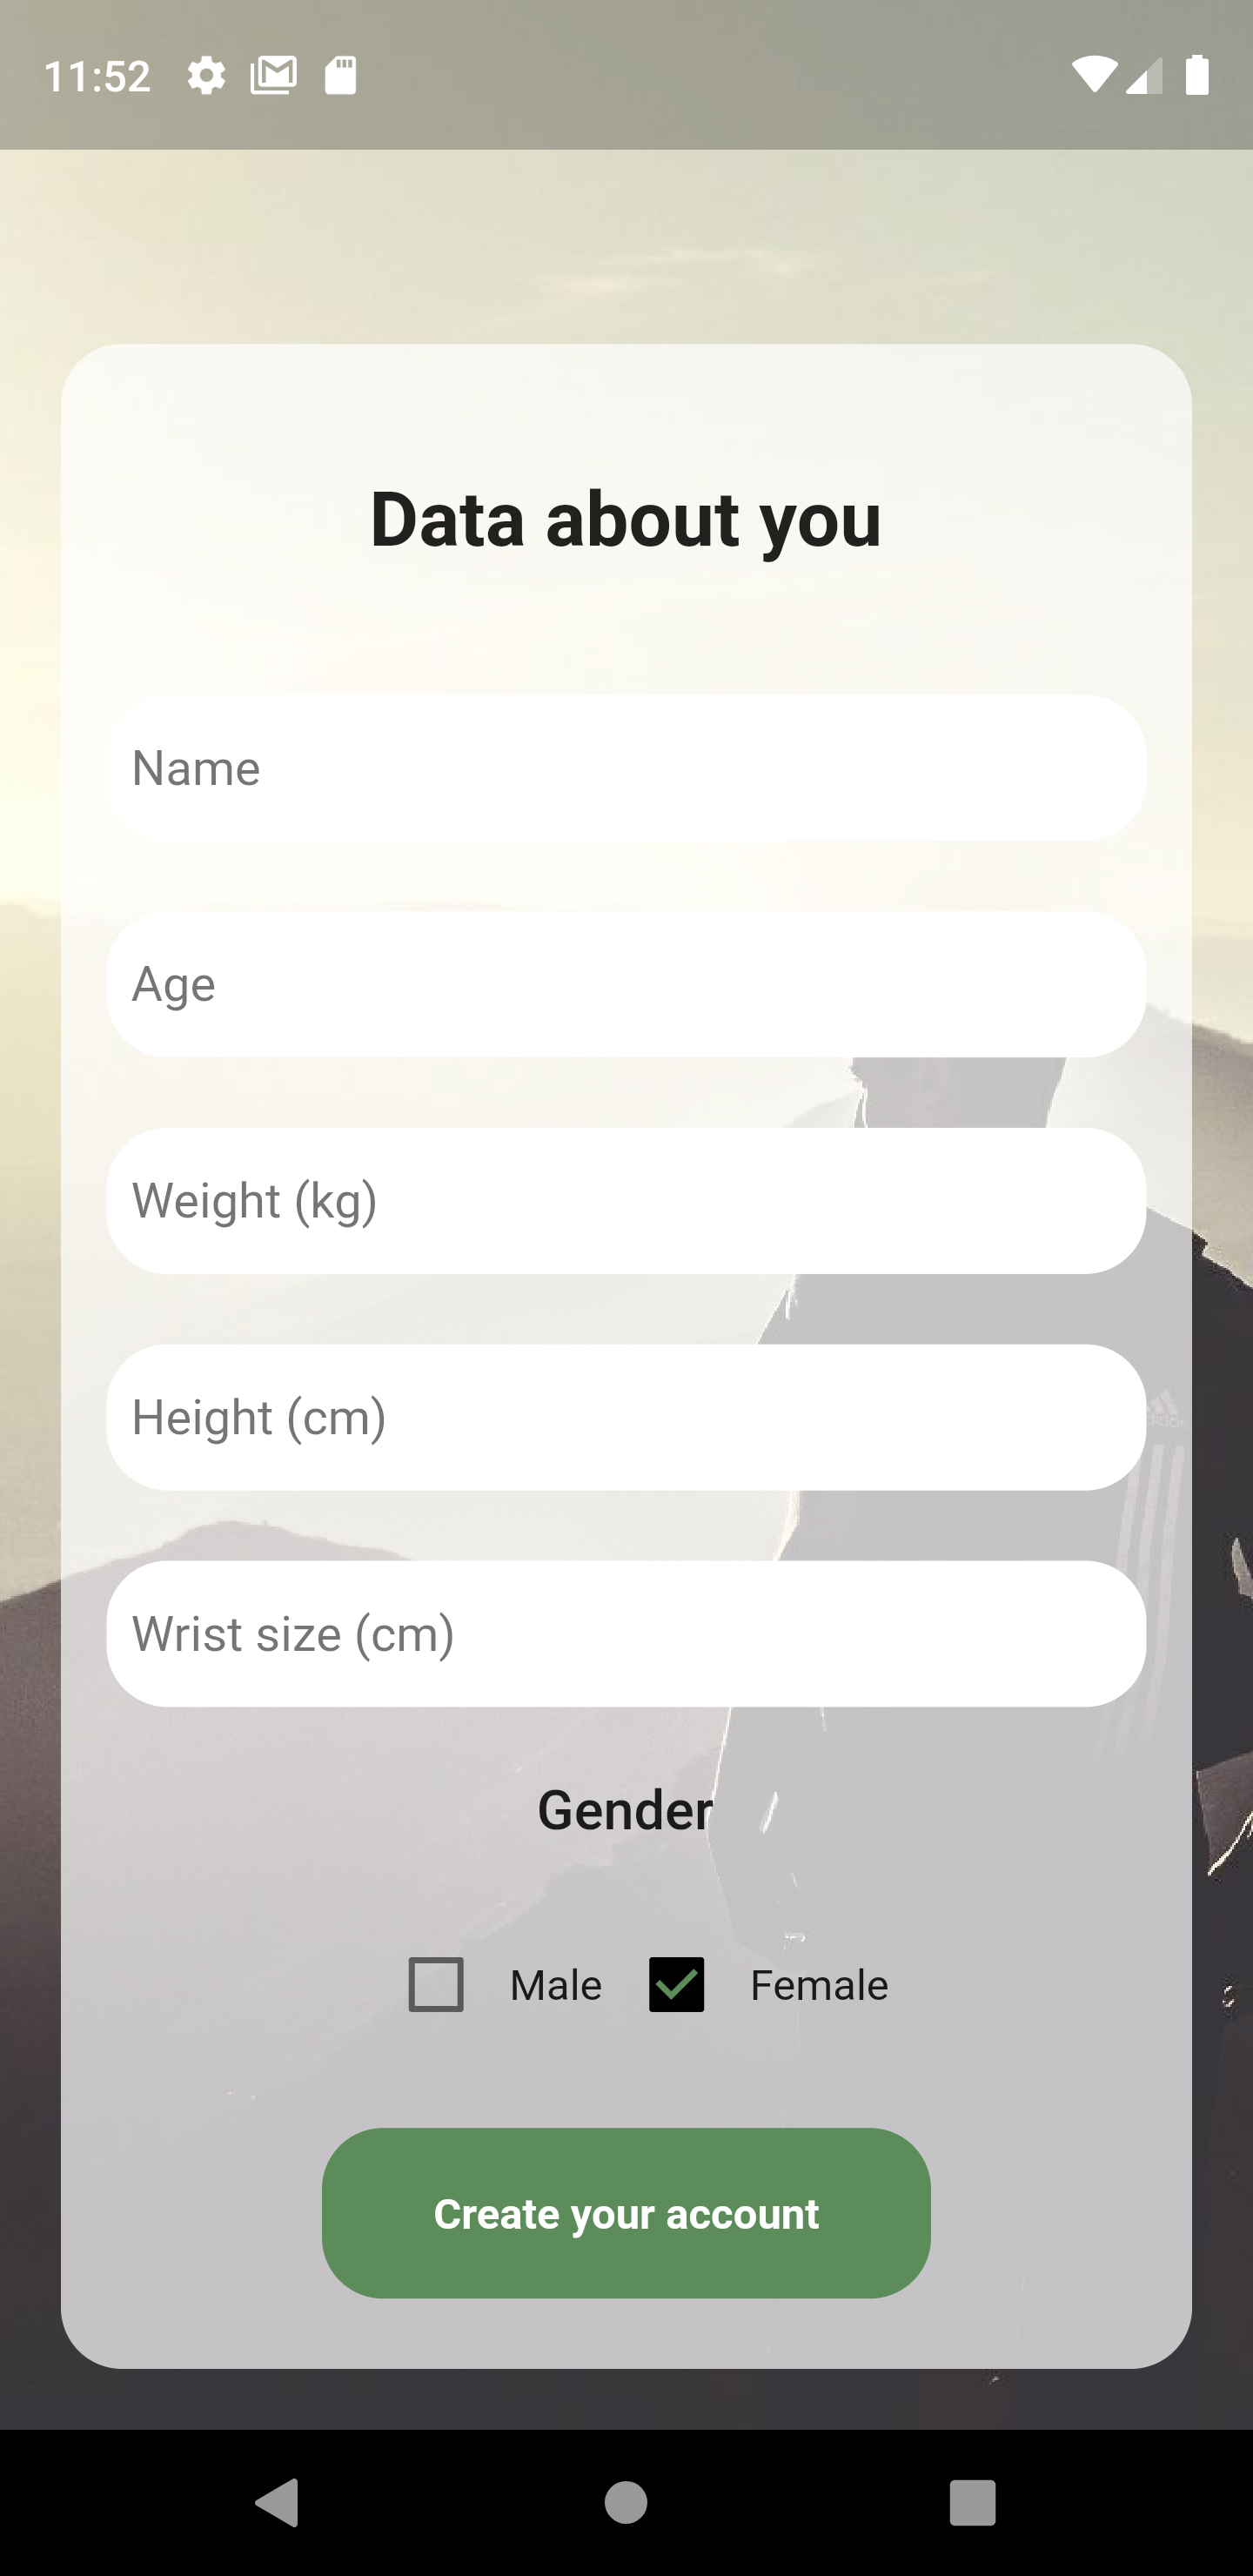 11:52
Data about you
Name
Age
Weight (kg)
Height (cm)
adidas
Wrist size (cm)
Gender
Male Female
Create your account